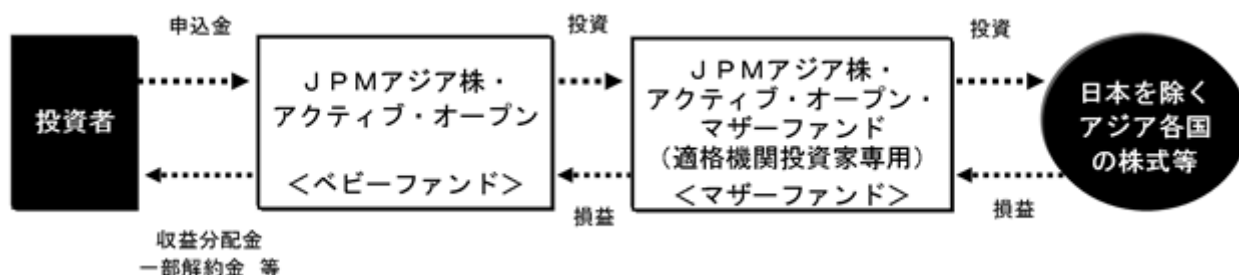 申込金
投資
投資
投資者
ＪＰＭアジア株・
アクティブ・オープン
＜ベビーファンド＞
ＪＰＭアジア株・
アクティブ・オープン・
マザーファンド
（適格機関投資家専用）
＜マザーファンド＞
日本を除く
アジア各国
の株式等
損益
損益
収益分配金
一部解約金 等